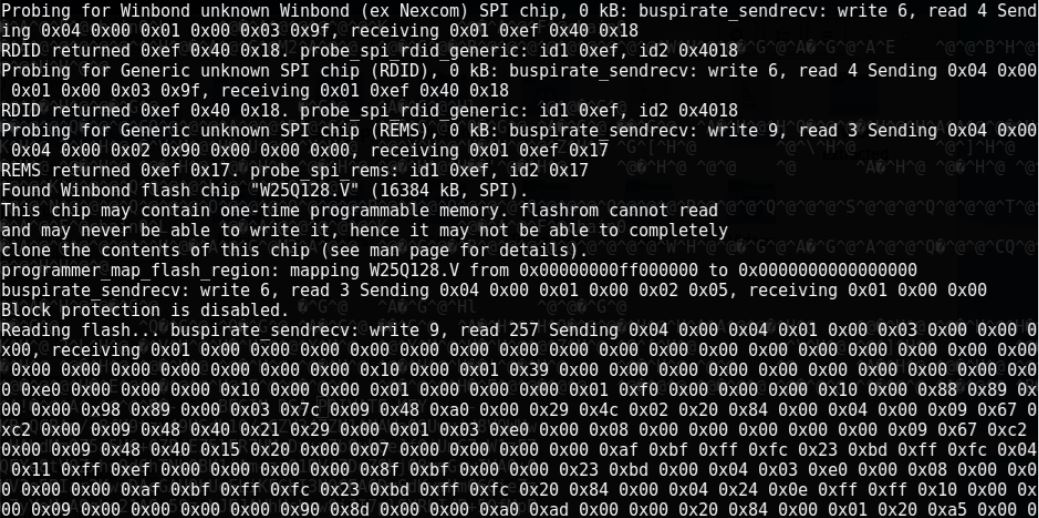 Probing for Winbond unknown Winbond (ex Nexcom) SPI chip, 0 kB: buspirate_sendrecv: write 6, read 4 Send
ing 0x04 0x00 0x01 0x00 0x03 0x9f, receiving 0x01 0xef 0x40 0x18
RDID returned 0xef 0x40 0x18. probe_spi_rdid_generic: id1 0xef, id2 0x4018
Probing for Generic unknown SPI chip (RDID), 0 kB: buspirate_sendrecv: write 6, read 4 Sending 0x04 0x00
0x01 0x00 0x03 0x9f, receiving 0x01 0xef 0x40 0x18
RDID returned 0xef 0x40 0x18. probe_spi_rdid_generic: id1 0xef, id2 0x4018
Probing for Generic unknown SPI chip (REMS), 0 kB: buspirate_sendrecv: write 9, read 3 Sending 0x04 0x00
0x04 0x00 0x02 0x90 0x00 0x00 0x00, receiving 0x01 0xef 0x17
REMS returned 0xef 0x17. probe_spi_rems: id1 0xef, id2 0x17
Found Winbond flash chip "W25Q128.V" (16384 kB, SPI).
This chip may contain one-time programmable memory. flashrom cannot read
and may never be able to write it, hence it may not be able to completely
clone the contents of this chip (see man page for details).
programmer_map_flash_region: mapping W25Q128.V from 0x00000000ff000000 to 0x0000000000000000
buspirate_sendrecv: write 6, read 3 Sending 0x04 0x00 0x01 0x00 0x02 0x05, receiving 0x01 0x00 0x00
Block protection is disabled.
Reading flash... buspirate_sendrecv: write 9, read 257 Sending 0x04 0x00 0x04 0x01 0x00 0x03 0x00 0x00 0
x00, receiving 0x01 0x00 0x00 0x00 0x00 0x00 0x00 0x00 0x00 0x00 0x00 0x00 0x00 0x00 0x00 0x00 0x00 0x00
0x00 0x00 0x00 0x00 0x00 0x00 0x00 0x10 0x00 0x01 0x39 0x00 0x00 0x00 0x00 0x00 0x00 0x00 0x00 0x00 0x0
0 0xe0 0x00 0x00 0x00 0x10 0x00 0x00 0x01 0x00 0x00 0x00 0x01 0xf0 0x00 0x00 0x00 0x10 0x00 0x88 0x89 0x
00 0x00 0x98 0x89 0x00 0x03 0x7c 0x09 0x48 0xa0 0x00 0x29 0x4c 0x02 0x20 0x84 0x00 0x04 0x00 0x09 0x67 0
xc2 0x00 0x09 0x48 0x40 0x21 0x29 0x00 0x01 0x03 0xe0 0x00 0x08 0x00 0x00 0x00 0x00 0x00 0x09 0x67 0xc2
0x00 0x09 0x48 0x40 0x15 0x20 0x00 0x07 0x00 0x00 0x00 0x00 0xaf 0xbf 0xff 0xfc 0x23 0xbd 0xff 0xfc 0x04
0x11 0xff 0xef 0x00 0x00 0x00 0x00 0x8f 0xbf 0x00 0x00 0x23 0xbd 0x00 0x04 0x03 0xe0 0x00 0x08 0x00 0x0
0 0x00 0x00 0xaf 0xbf 0xff 0xfc 0x23 0xbd 0xff 0xfc 0x20 0x84 0x00 0x04 0x24 0x0e 0xff 0xff 0x10 0x00 0x
00 0x09 0x00 0x00 0x00 0x00 0x90 0x8d 0x00 0x00 0xa0 0xad 0x00 0x00 0x20 0x84 0x00 0x01 0x20 0xa5 0x00 0